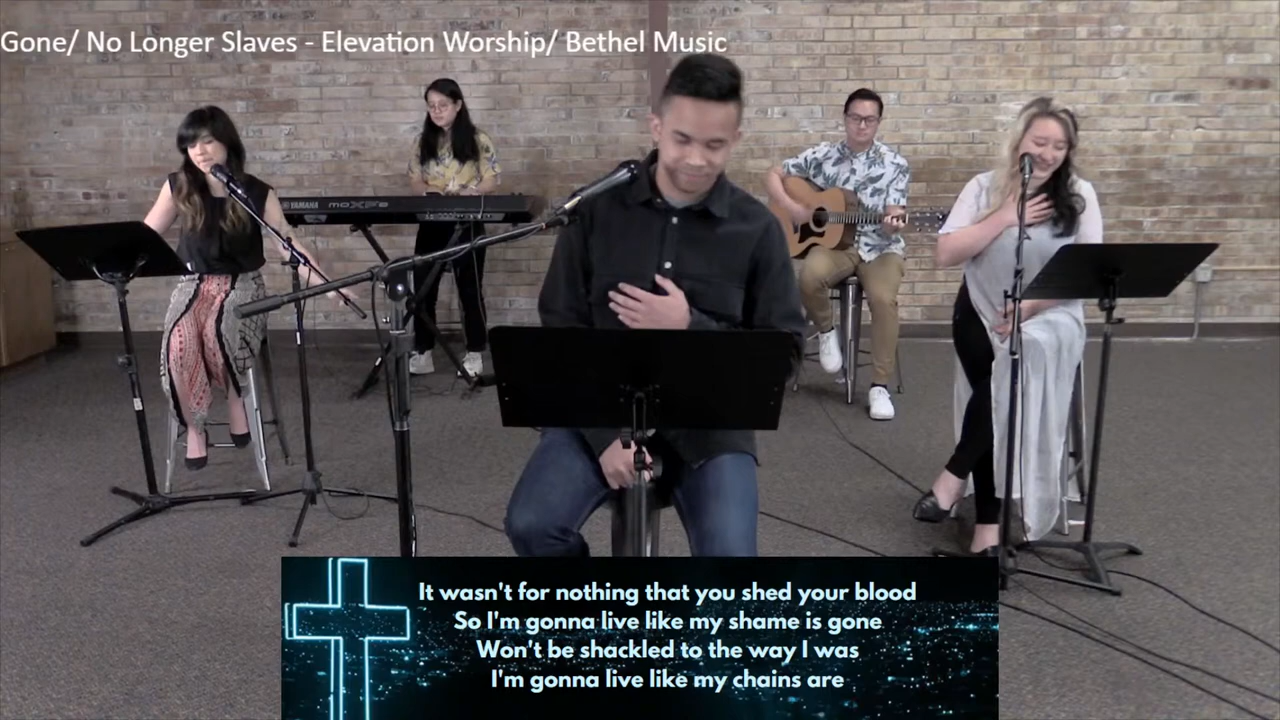 Gone/ No Longer Slaves - Elevation Worship/ Bethel Music
YAMAHA MOXF8
It wasn't for nothing that you shed your blood
So I'm gonna live like my shame is gone
Won't be shackled to the way I was
I'm gonna live like my chains are